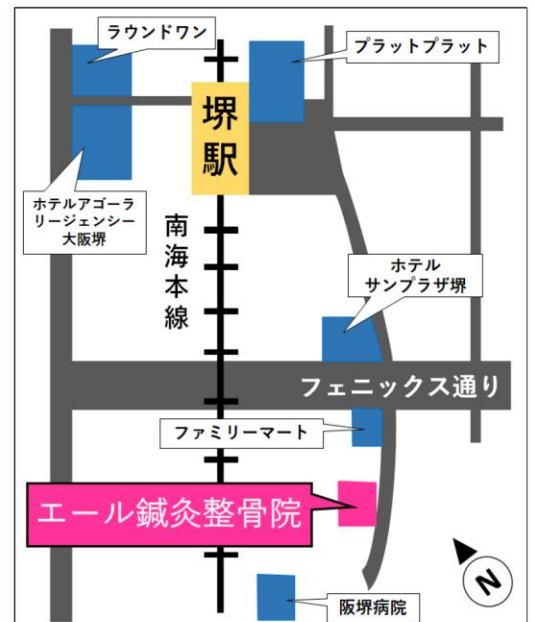 ラウンドワン
プラットプラット
堺駅
ホテルアゴーラ
リージェンシー
大阪堺
南海本線
ホテル
サンプラザ堺
フェニックス通り
ファミリーマート
エール鍼灸整骨院
阪堺病院
N